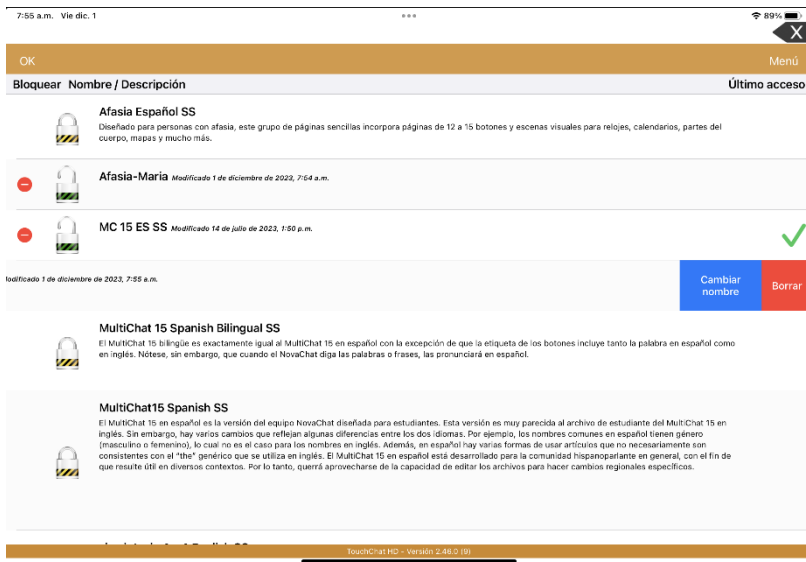 7:55 a.m. Vie dic. 1
89%
X
OK
Menú
Bloquear Nombre / Descripción
Último acceso
Afasia Español SS
Diseñado para personas con afasia, este grupo de páginas sencillas incorpora páginas de 12 a 15 botones y escenas visuales para relojes, calendarios, partes del
cuerpo, mapas y mucho más.
Afasia-Maria Modificado 1 de diciembre de 2023, 7:54 a.m.
MC 15 ES SS Modificado 14 de julio de 2023, 1:50 p.m.
Modificado 1 de diciembre de 2023, 7:55 a.m.
Cambiar
nombre
Borrar
MultiChat 15 Spanish Bilingual SS
El MultiChat 15 bilingüe es exactamente igual al MultiChat 15 en español con la excepción de que la etiqueta de los botones incluye tanto la palabra en español como
en inglés. Nótese, sin embargo, que cuando el NovaChat diga las palabras o frases, las pronunciará en español.
MultiChat15 Spanish SS
El MultiChat 15 en español es la versión del equipo NovaChat diseñada para estudiantes. Esta versión es muy parecida al archivo de estudiante del MultiChat 15 en
inglés. Sin embargo, hay varios cambios que reflejan algunas diferencias entre los dos idiomas. Por ejemplo, los nombres comunes en español tienen género
(masculino o femenino), lo cual no es el caso para los nombres en inglés. Además, en español hay varias formas de usar artículos que no necesariamente son
consistentes con el "the" genérico que se utiliza en inglés. El MultiChat 15 en español está desarrollado para la comunidad hispanoparlante en general, con el fin de
que resulte útil en diversos contextos. Por lo tanto, querrá aprovecharse de la capacidad de editar los archivos para hacer cambios regionales específicos.
TouchChat HD - Versión 2.46.0 (9)